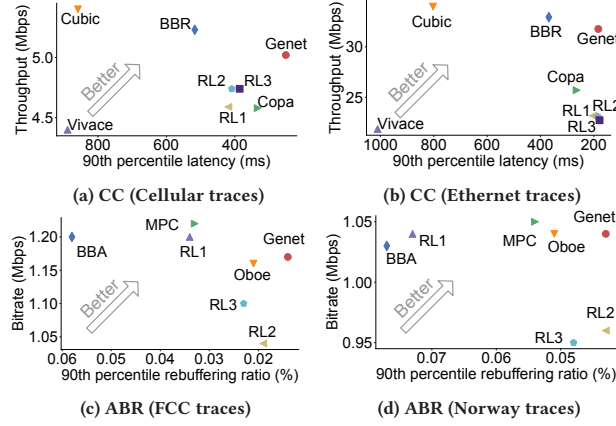 Throughput (Mbps)
5.0
4.5
Cubic
BBR
Genet
RL2
RL3
RL1
Copa
Vivace
Better
800
600
400
90th percentile latency (ms)
(a) CC (Cellular traces)
Throughput (Mbps)
30
25
Cubic
BBR
Genet
Copa
RL1
RL2
RL3
Vivace
Better
1000
800
600
400
200
90th percentile latency (ms)
(b) CC (Ethernet traces)
Bitrate (Mbps)
1.20
1.15
1.10
1.05
MPC
BBA
RL1
Genet
Oboe
RL3
RL2
Better
0.06
0.05
0.04
0.03
0.02
90th percentile rebuffering ratio (%)
(c) ABR (FCC traces)
Bitrate (Mbps)
1.05
1.00
0.95
Genet
RL1
BBA
MPC
Oboe
RL2
RL3
Better
0.07
0.06
0.05
90th percentile rebuffering ratio (%)
(d) ABR (Norway traces)